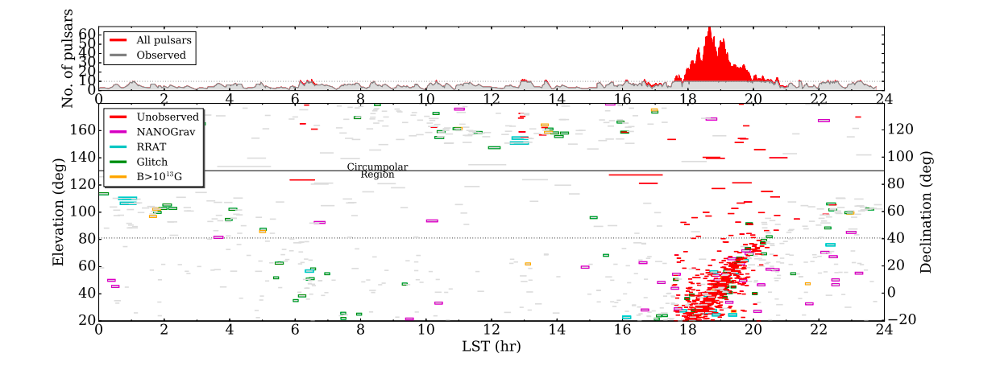 No. of pulsars
60
50
40
30
20
10
0
All pulsars
Observed
0 2 4 6 8 10 12 14 16 18 20 22 24
Elevation (deg)
160
140
120
100
80
60
40
20
Unobserved
NANOGrav
RRAT
Glitch
B>10¹³G
Circumpolar
Region
120
100
80
60
40
20
0
−20
Declination (deg)
0 2 4 6 8 10 12 14 16 18 20 22 24
LST (hr)